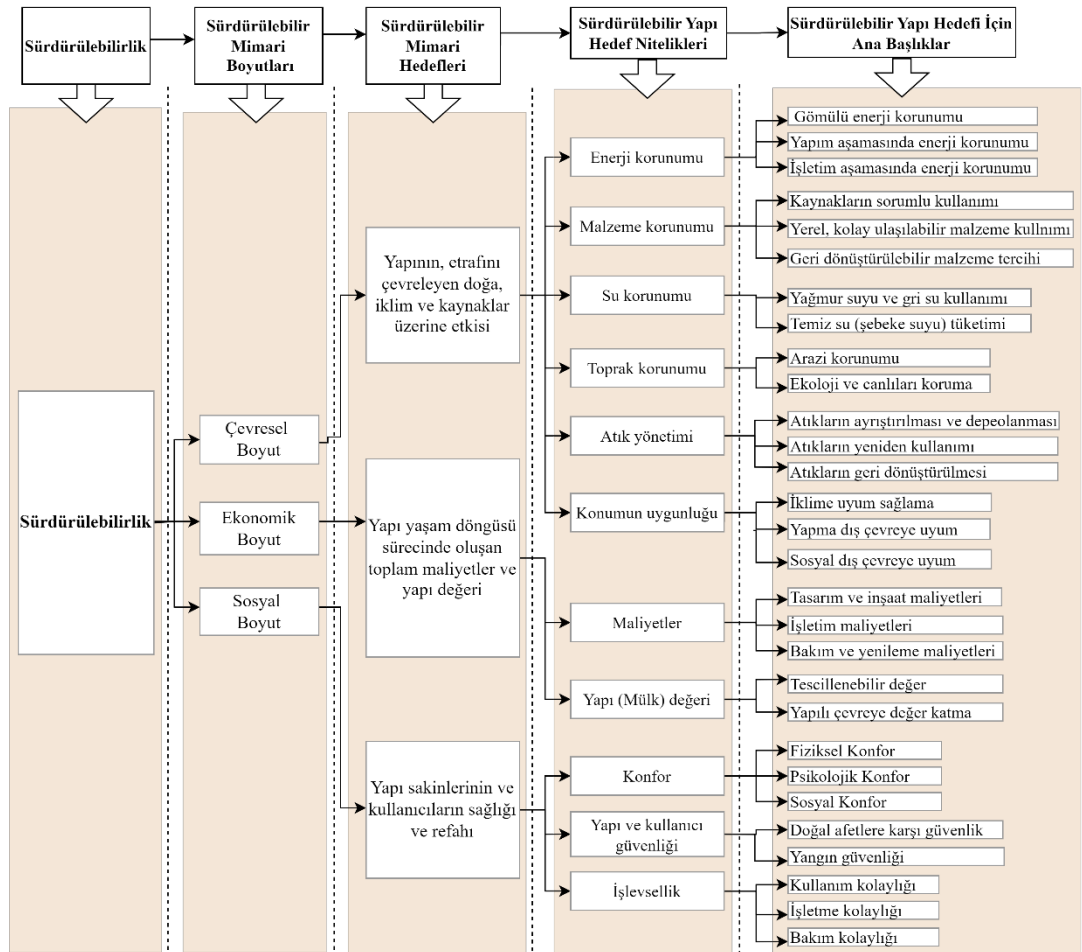 Sürdürülebilirlik
Sürdürülebilir
Mimari
Boyutları
Sürdürülebilir
Mimari
Hedefleri
Sürdürülebilir Yapı
Hedef Nitelikleri
Sürdürülebilir Yapı Hedefi İçin
Ana Başlıklar
Sürdürülebilirlik
Çevresel
Boyut
Ekonomik
Boyut
Sosyal
Boyut
Yapının, etrafını
çevreleyen doğa,
iklim ve kaynaklar
üzerine etkisi
Yapı yaşam döngüsü
sürecinde oluşan
toplam maliyetler ve
yapı değeri
Yapı sakinlerinin ve
kullanıcıların sağlığı
ve refahı
Enerji korunumu
Malzeme korunumu
Su korunumu
Toprak korunumu
Atık yönetimi
Konumun uygunluğu
Maliyetler
Yapı (Mülk) değeri
Konfor
Yapı ve kullanıcı
güvenliği
İşlevsellik
Gömülü enerji korunumu
Yapım aşamasında enerji korunumu
İşletim aşamasında enerji korunumu
Kaynakların sorumlu kullanımı
Yerel, kolay ulaşılabilir malzeme kullnımı
Geri dönüştürülebilir malzeme tercihi
Yağmur suyu ve gri su kullanımı
Temiz su (şebeke suyu) tüketimi
Arazi korunumu
Ekoloji ve canlıları koruma
Atıkların ayrıştırılması ve depeolanması
Atıkların yeniden kullanımı
Atıkların geri dönüştürülmesi
İklime uyum sağlama
Yapma dış çevreye uyum
Sosyal dış çevreye uyum
Tasarım ve inşaat maliyetleri
İşletim maliyetleri
Bakım ve yenileme maliyetleri
Tescillenebilir değer
Yapılı çevreye değer katma
Fiziksel Konfor
Psikolojik Konfor
Sosyal Konfor
Doğal afetlere karşı güvenlik
Yangın güvenliği
Kullanım kolaylığı
İşletme kolaylığı
Bakım kolaylığı